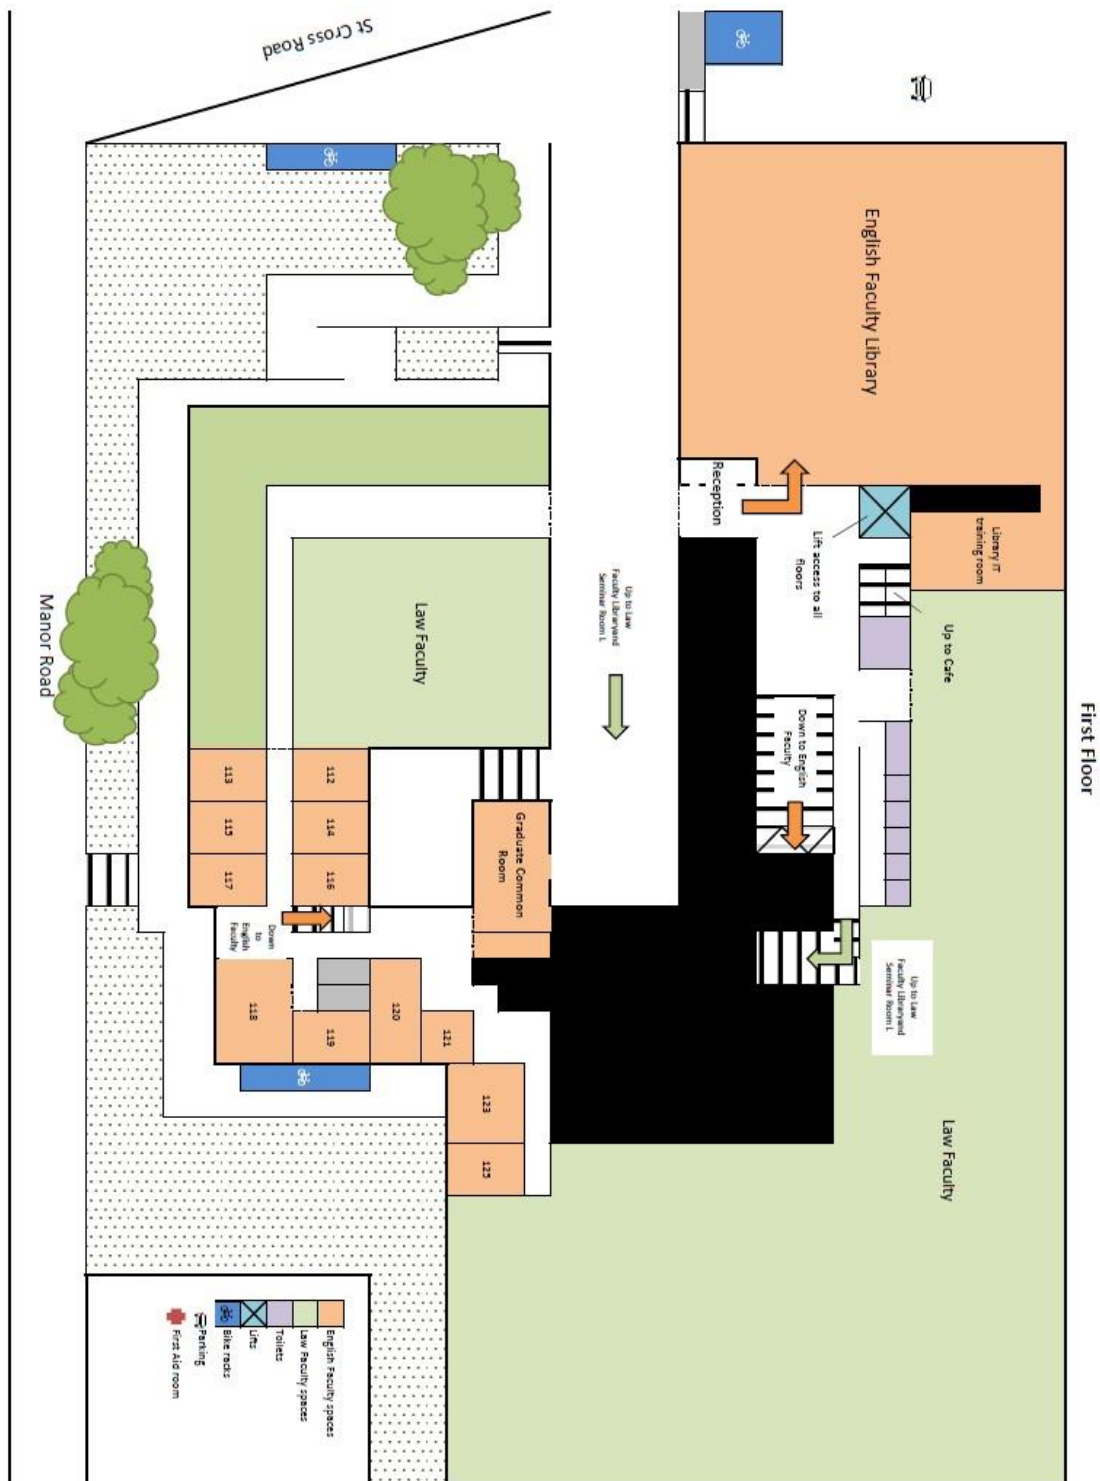 First Floor
St Cross Road
English Faculty Library
Library IT
training room
Reception
Lift access to all
floors
Up to Cafe
Up to Law
Faculty Libraryand
Seminar Room L
Law Faculty
Down to English
Faculty
Manor Road
113
112
115
114
117
116
Graduate Common
Room
Down
to
English
Faculty
Up to Law
Faculty Libraryand
Seminar Room L
118
119
120
121
123
125
Law Faculty
English Faculty spaces
Law Faculty spaces
Toilets
Lifts
Bike racks
Parking
First Aid room